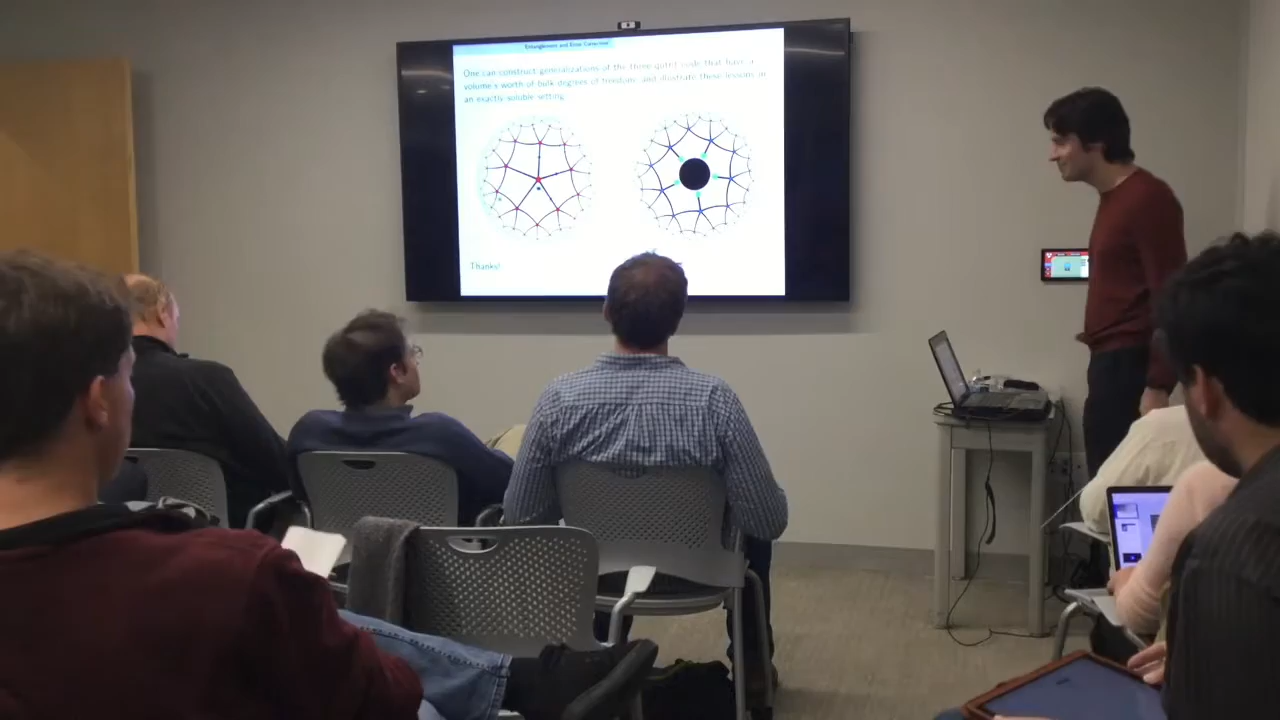 Entanglement and Error Correction
One can construct generalizations of the three qutrit code that have a
volume's worth of bulk degrees of freedom, and illustrate these lessons in
an exactly soluble setting.
Thanks!